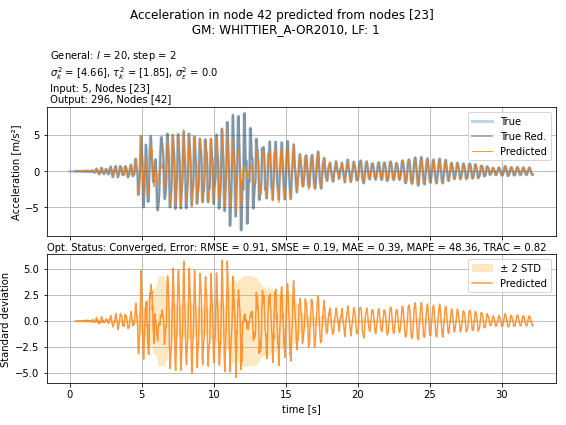 Acceleration in node 42 predicted from nodes [23]
GM: WHITTIER_A-OR2010, LF: 1
General: l = 20, step = 2
σ²ₖ = [4.66], τ²ₖ = [1.85], σ²ε = 0.0
Input: 5, Nodes [23]
Output: 296, Nodes [42]
Acceleration [m/s²]
5
0
−5
True
True Red.
Predicted
Opt. Status: Converged, Error: RMSE = 0.91, SMSE = 0.19, MAE = 0.39, MAPE = 48.36, TRAC = 0.82
Standard deviation
5.0
2.5
0.0
−2.5
−5.0
± 2 STD
Predicted
0 5 10 15 20 25 30
time [s]